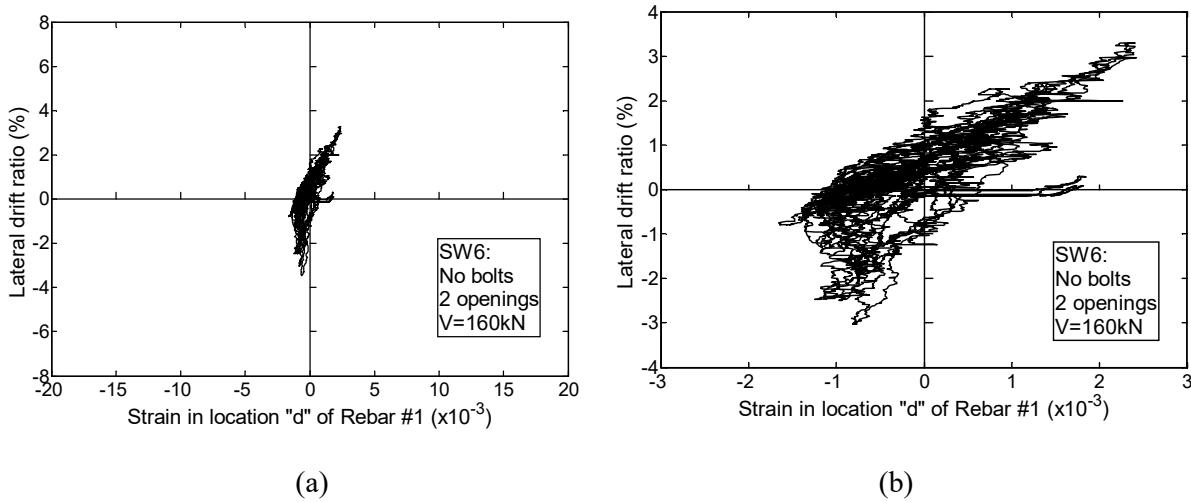 8
6
4
2
0
-2
-4
-6
-8
-20
-15
-10
-5
0
5
10
15
20
Lateral drift ratio (%)
Strain in location "d" of Rebar #1 (x10-3)
SW6:
No bolts
2 openings
V=160kN
(a)
4
3
2
1
0
-1
-2
-3
-4
-3
-2
-1
0
1
2
3
Lateral drift ratio (%)
Strain in location "d" of Rebar #1 (x10-3)
SW6:
No bolts
2 openings
V=160kN
(b)